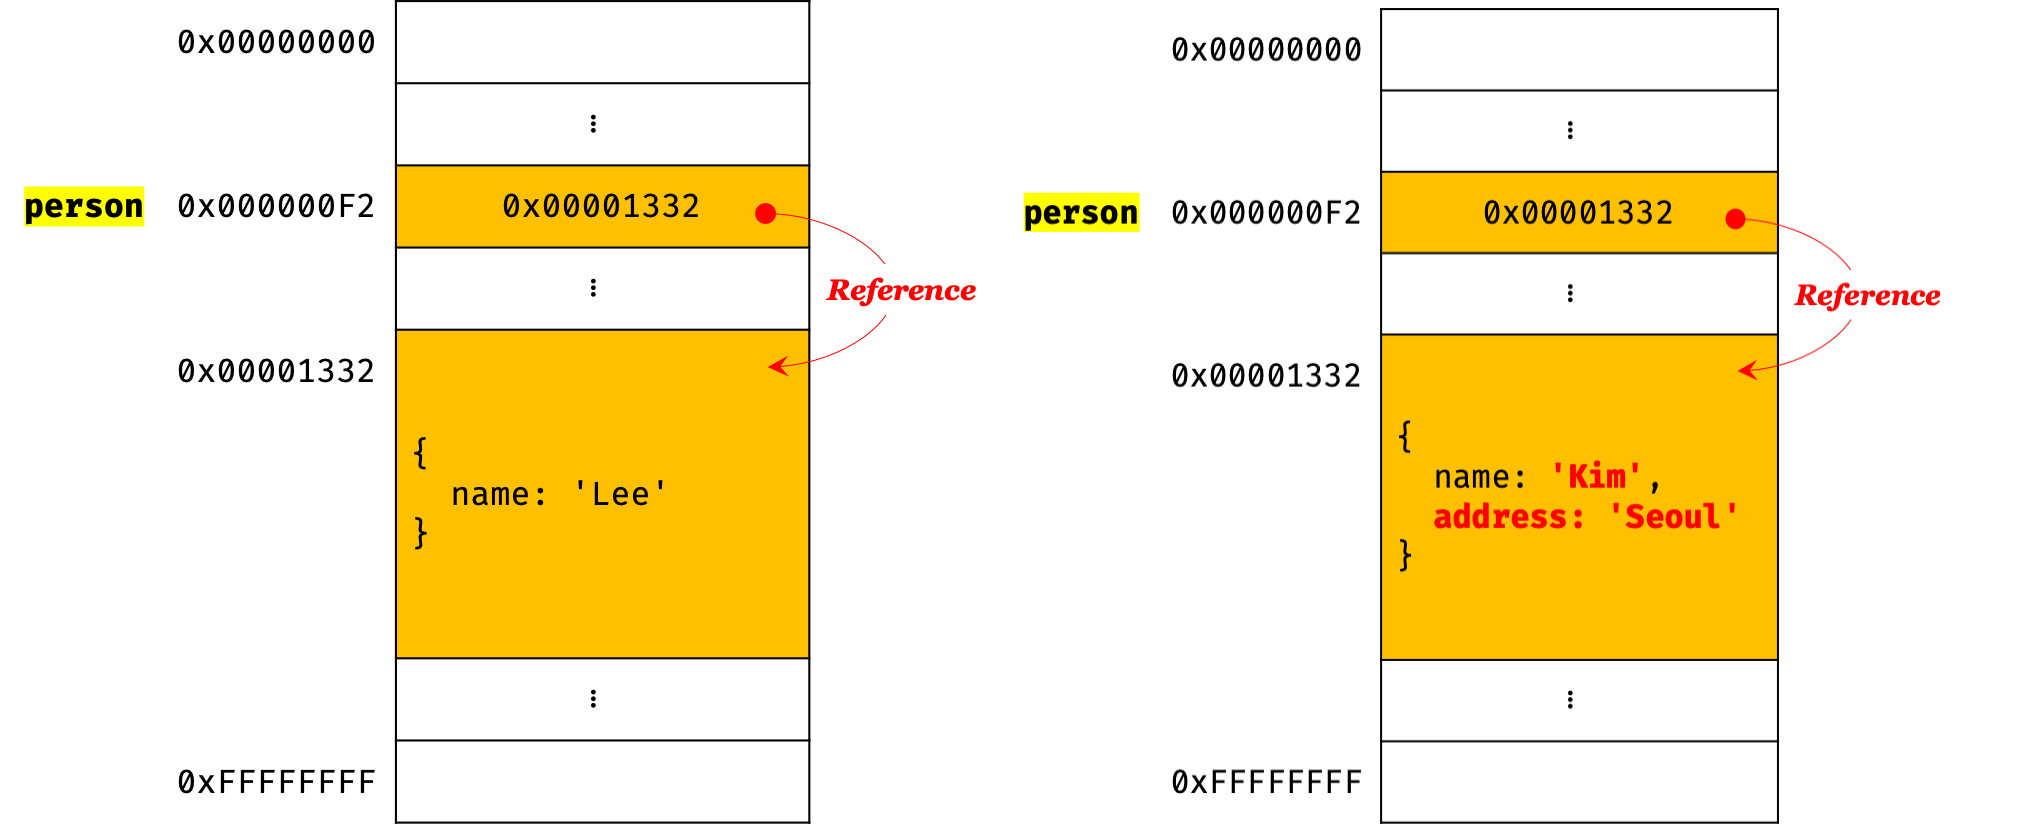 0x00000000
⋮
person 0x000000F2 0x00001332
⋮
Reference
0x00001332
{
name: 'Lee'
}
⋮
0xFFFFFFFF
0x00000000
⋮
person 0x000000F2 0x00001332
⋮
Reference
0x00001332
{
name: 'Kim',
address: 'Seoul'
}
⋮
0xFFFFFFFF